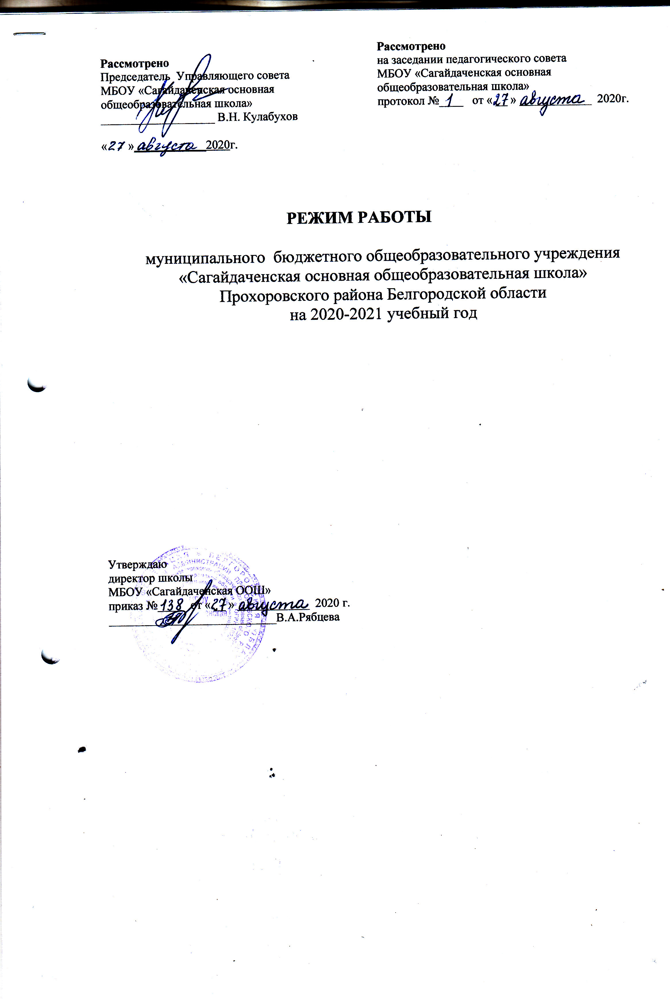 Рассмотрено
Председатель Управляющего совета
МБОУ «Сагайдаченская основная
общеобразовательная школа»
____________________ В.Н. Кулабухов
«27» августа 2020г.
Рассмотрено
на заседании педагогического совета
МБОУ «Сагайдаченская основная
общеобразовательная школа»
протокол № 1 от «27» августа 2020г.
РЕЖИМ РАБОТЫ
муниципального бюджетного общеобразовательного учреждения
«Сагайдаченская основная общеобразовательная школа»
Прохоровского района Белгородской области
на 2020-2021 учебный год
Утверждаю
директор школы
МБОУ «Сагайдаченская ООШ»
приказ № 138 от «27» августа 2020 г.
____________________________В.А.Рябцева